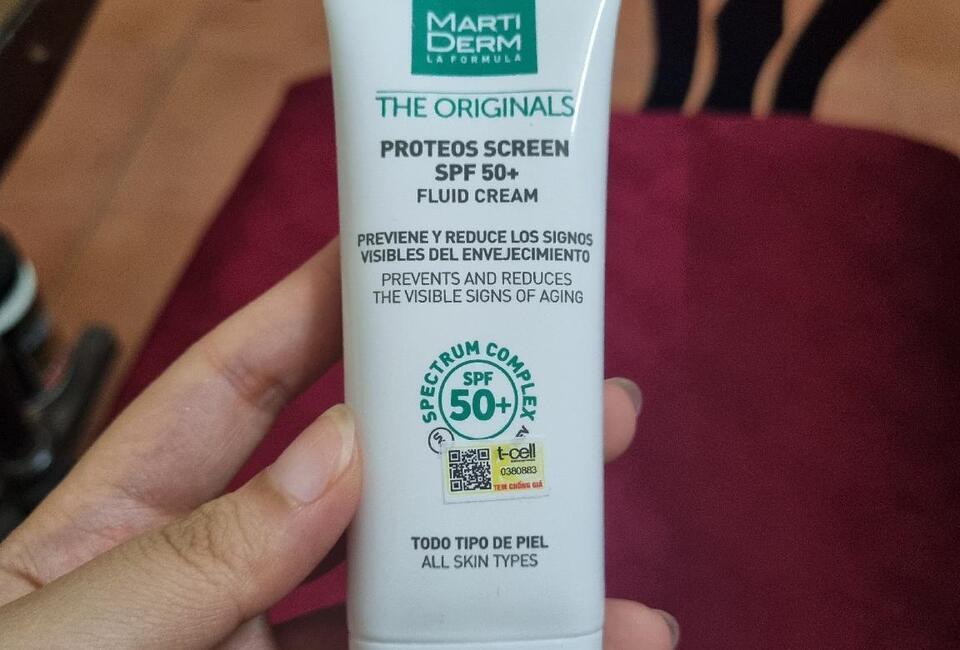 MARTI
DERM
LA FORMULA
THE ORIGINALS
PROTEOS SCREEN
SPF 50+
FLUID CREAM
PREVIENE Y REDUCE LOS SIGNOS
VISIBLES DEL ENVEJECIMIENTO
PREVENTS AND REDUCES
THE VISIBLE SIGNS OF AGING
SPECTRUM COMPLEX
SPF
50+
t-cell
0380883
TEM CHỐNG GIẢ
TODO TIPO DE PIEL
ALL SKIN TYPES